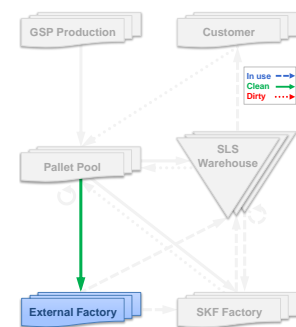 GSP Production
Customer
In use
Clean
Dirty
Pallet Pool
SLS
Warehouse
External Factory
SKF Factory